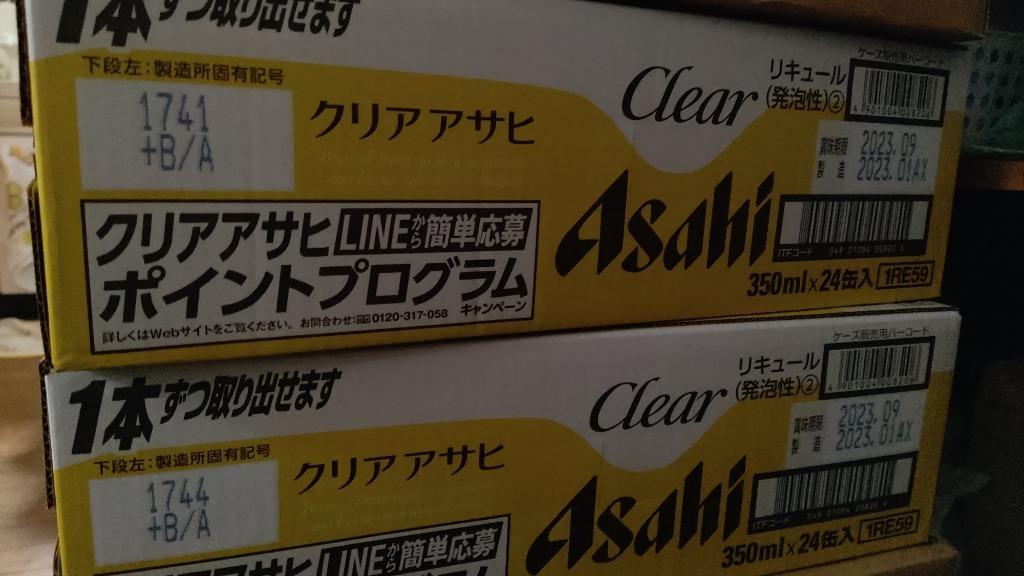 1本ずつ取り出せます
下段左:製造所固有記号
1741
+B/A
クリア アサヒ
Clear
Asahi
リキュール
(発泡性)②
ケース販売用バーコード
賞味期限 2023.09
製造 2023.01AX
ITFコード
350ml×24缶入 1RE59
クリアアサヒ LINEから簡単応募
ポイントプログラム
キャンペーン
詳しくはWebサイトをご覧ください。お問合わせ:0120-317-058
1本ずつ取り出せます
下段左:製造所固有記号
1744
+B/A
クリア アサヒ
Clear
Asahi
リキュール
(発泡性)②
ケース販売用バーコード
賞味期限 2023.09
製造 2023.01AX
ITFコード
350ml×24缶入 1RE59
クリアアサヒ LINEから簡単応募